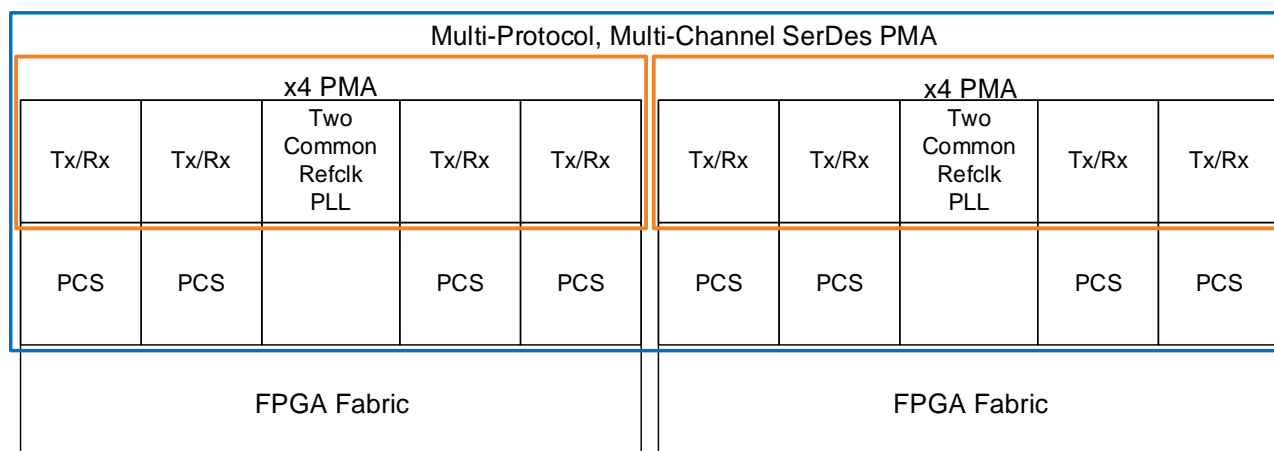 Multi-Protocol, Multi-Channel SerDes PMA
x4 PMA
Tx/Rx
Tx/Rx
Two
Common
Refclk
PLL
Tx/Rx
Tx/Rx
PCS
PCS
PCS
PCS
FPGA Fabric
x4 PMA
Tx/Rx
Tx/Rx
Two
Common
Refclk
PLL
Tx/Rx
Tx/Rx
PCS
PCS
PCS
PCS
FPGA Fabric